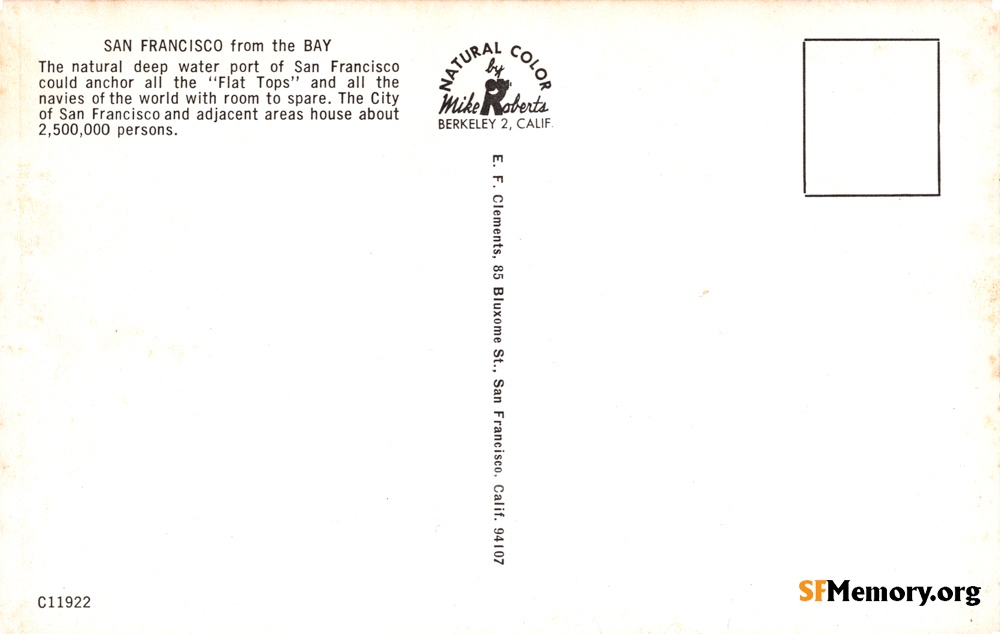 SAN FRANCISCO from the BAY
The natural deep water port of San Francisco
could anchor all the "Flat Tops" and all the
navies of the world with room to spare. The City
of San Francisco and adjacent areas house about
2,500,000 persons.
NATURAL COLOR
by
Mike Roberts
BERKELEY 2, CALIF.
E. F. Clements, 85 Bluxome St., San Francisco, Calif. 94107
C11922
SFMemory.org